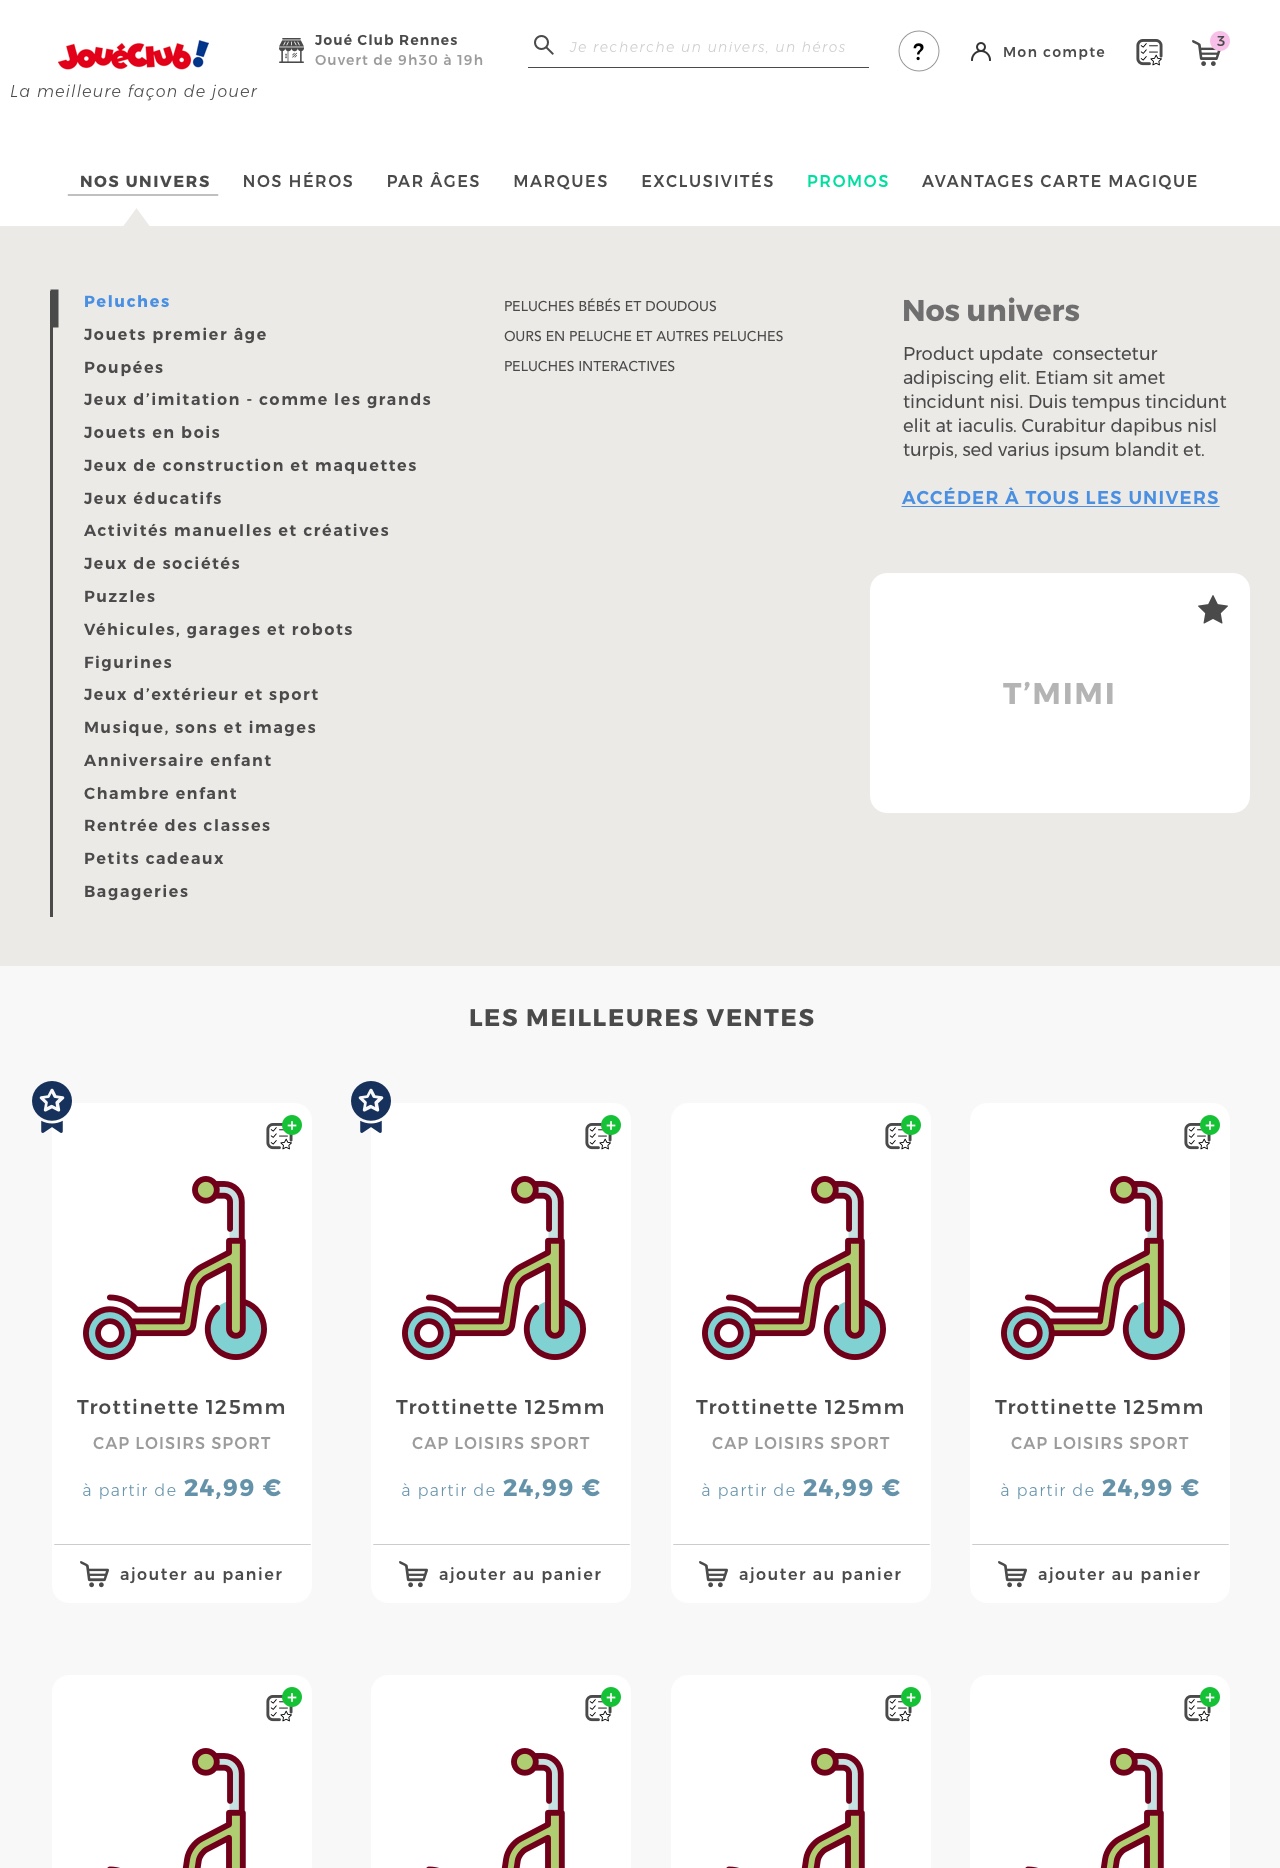 JouéClub!
La meilleure façon de jouer
Joué Club Rennes
Ouvert de 9h30 à 19h
Je recherche un univers, un héros
?
Mon compte
3
NOS UNIVERS
NOS HÉROS
PAR ÂGES
MARQUES
EXCLUSIVITÉS
PROMOS
AVANTAGES CARTE MAGIQUE
Peluches
Jouets premier âge
Poupées
Jeux d’imitation - comme les grands
Jouets en bois
Jeux de construction et maquettes
Jeux éducatifs
Activités manuelles et créatives
Jeux de sociétés
Puzzles
Véhicules, garages et robots
Figurines
Jeux d’extérieur et sport
Musique, sons et images
Anniversaire enfant
Chambre enfant
Rentrée des classes
Petits cadeaux
Bagageries
PELUCHES BÉBÉS ET DOUDOUS
OURS EN PELUCHE ET AUTRES PELUCHES
PELUCHES INTERACTIVES
Nos univers
Product update  consectetur
adipiscing elit. Etiam sit amet
tincidunt nisi. Duis tempus tincidunt
elit at iaculis. Curabitur dapibus nisl
turpis, sed varius ipsum blandit et.
ACCÉDER À TOUS LES UNIVERS
T’MIMI
LES MEILLEURES VENTES
Trottinette 125mm
CAP LOISIRS SPORT
à partir de 24,99 €
ajouter au panier
Trottinette 125mm
CAP LOISIRS SPORT
à partir de 24,99 €
ajouter au panier
Trottinette 125mm
CAP LOISIRS SPORT
à partir de 24,99 €
ajouter au panier
Trottinette 125mm
CAP LOISIRS SPORT
à partir de 24,99 €
ajouter au panier